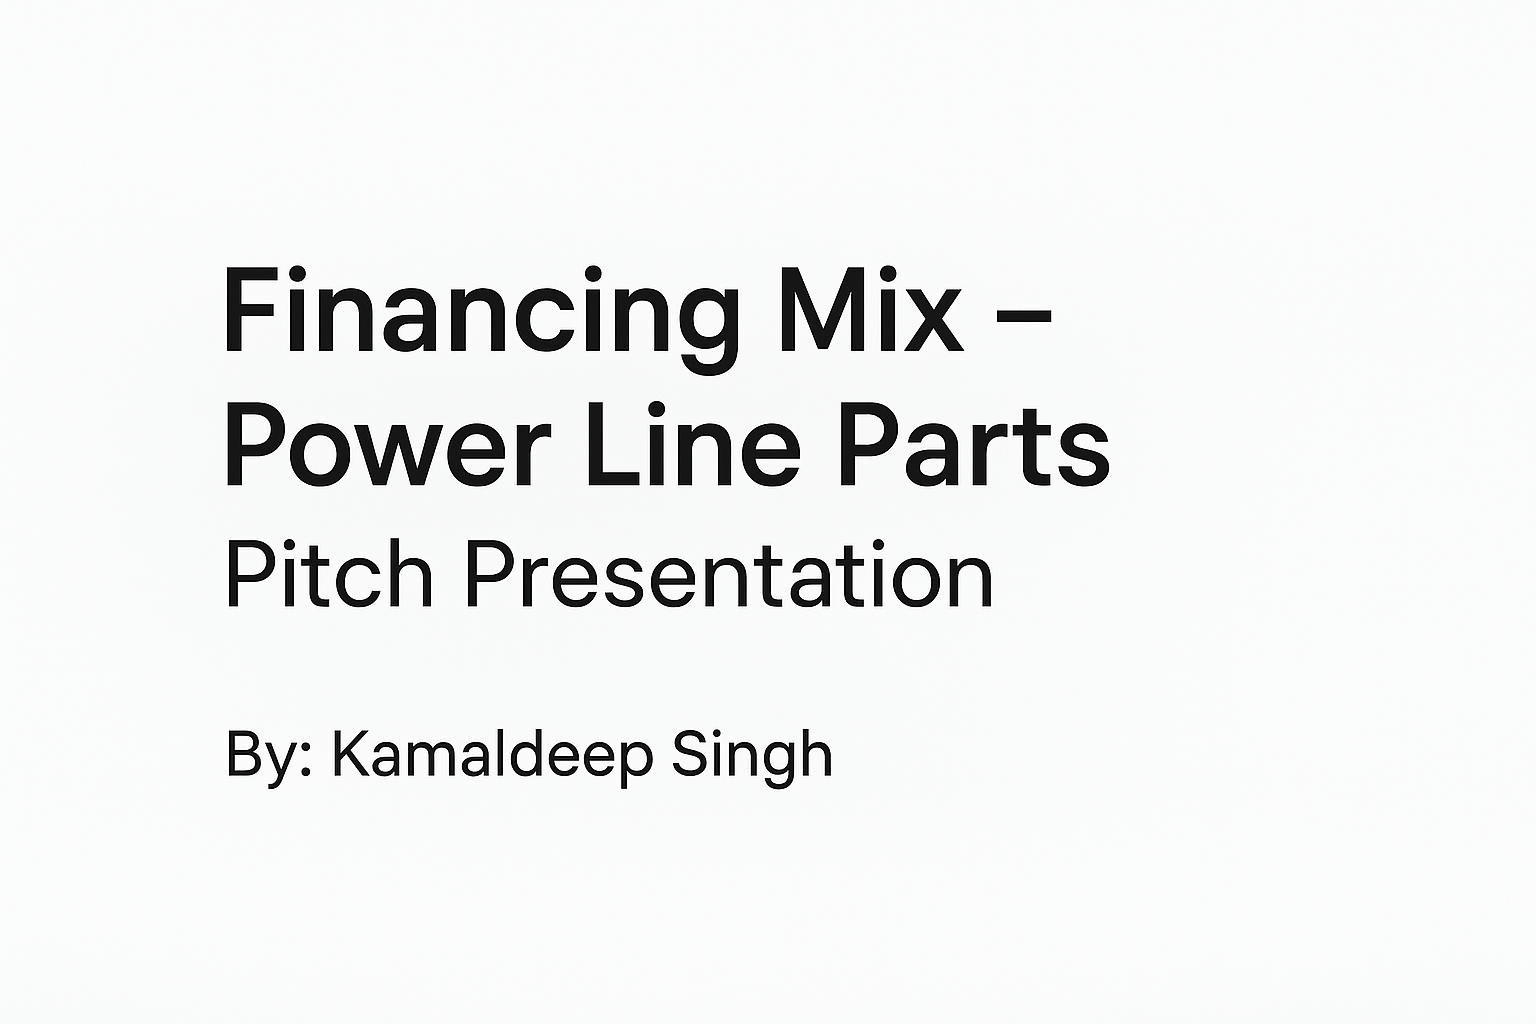 Financing Mix –
Power Line Parts
Pitch Presentation
By: Kamaldeep Singh